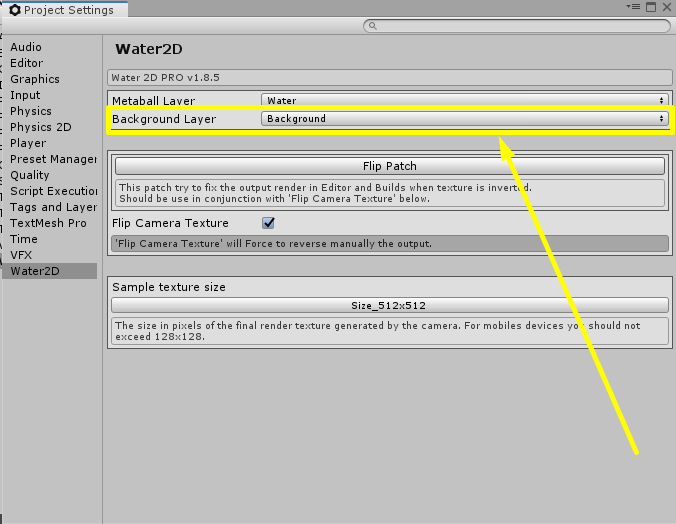 Project Settings
Audio
Editor
Graphics
Input
Physics
Physics 2D
Player
Preset Manager
Quality
Script Execution
Tags and Layer
TextMesh Pro
Time
VFX
Water2D
Water2D
Water 2D PRO v1.8.5
Metaball Layer Water
Background Layer Background
Flip Patch
This patch try to fix the output render in Editor and Builds when texture is inverted.
Should be use in conjunction with 'Flip Camera Texture' below.
Flip Camera Texture
'Flip Camera Texture' will Force to reverse manually the output.
Sample texture size
Size_512x512
The size in pixels of the final render texture generated by the camera. For mobiles devices you should not
exceed 128x128.